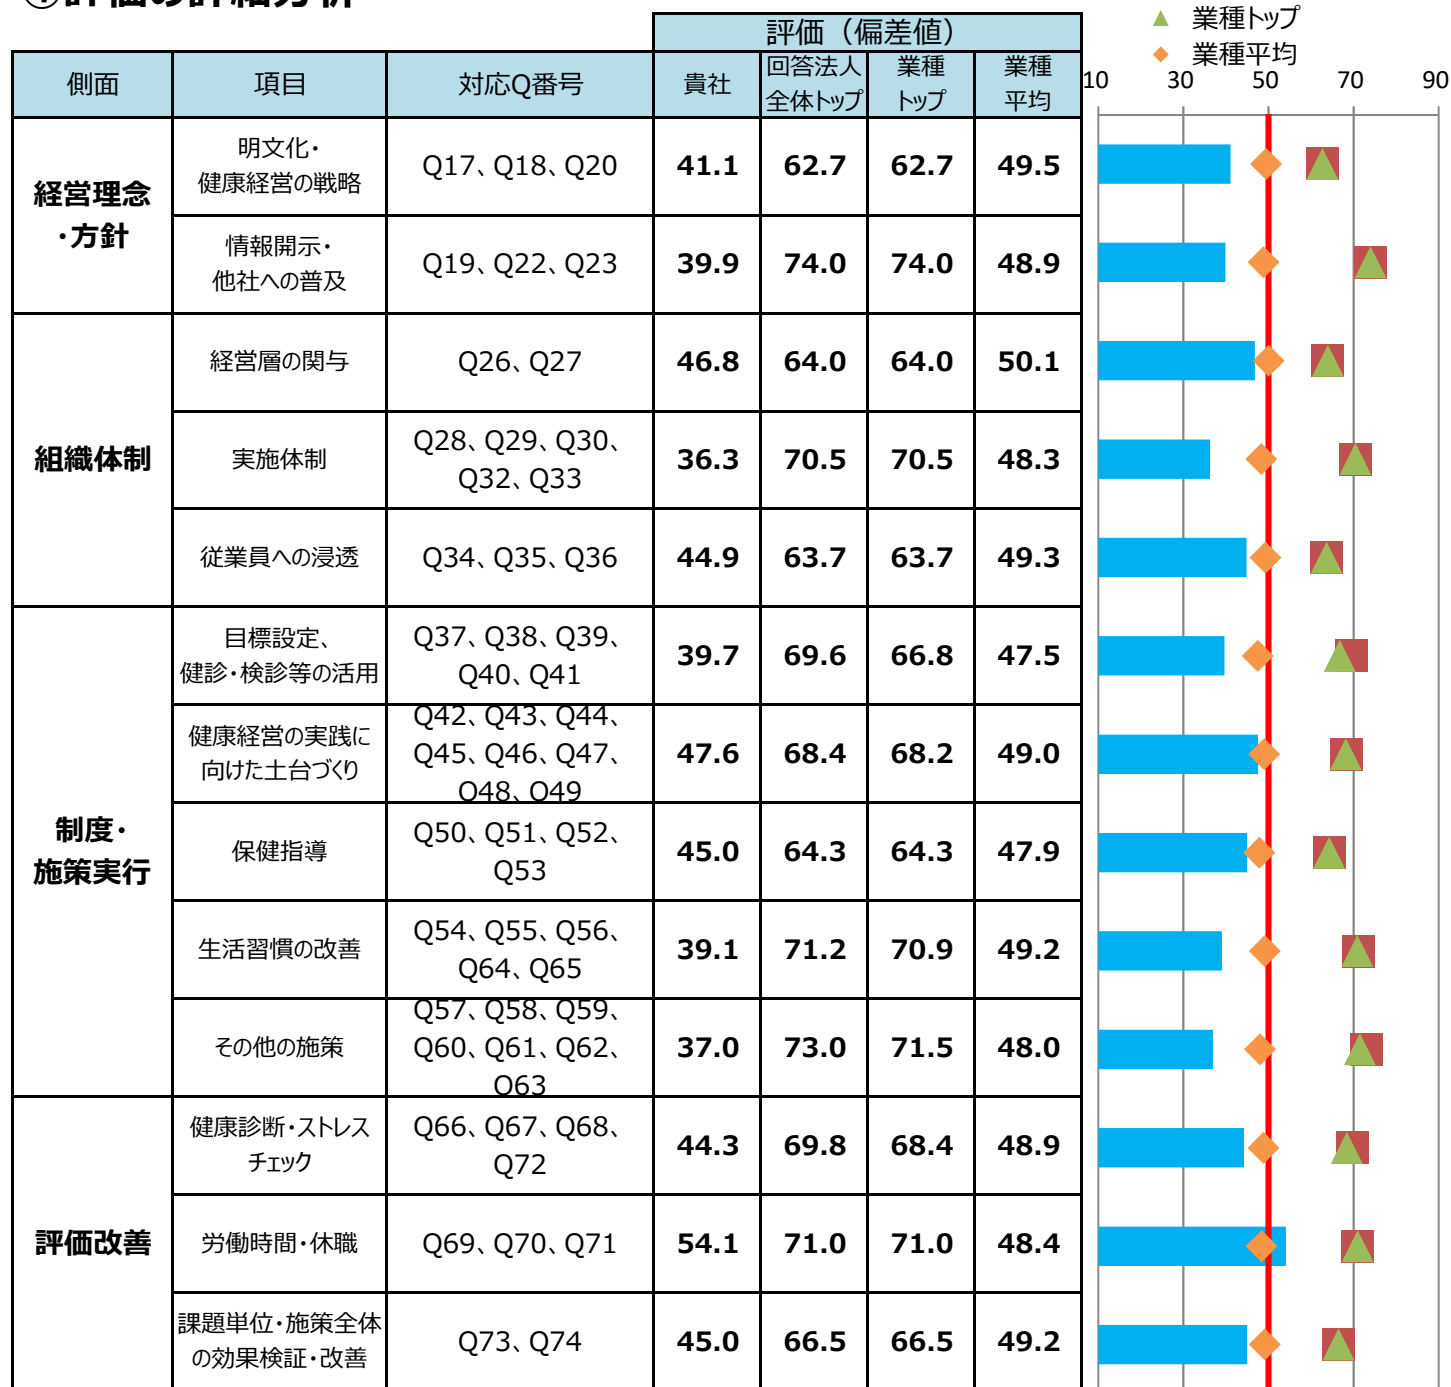 ①評価の詳細分析
▲ 業種トップ
◆ 業種平均
評価（偏差値）
側面 項目 対応Q番号 貴社 回答法人 全体トップ 業種 トップ 業種 平均
10 30 50 70 90
経営理念
・方針
明文化・
健康経営の戦略
Q17、Q18、Q20
41.1 62.7 62.7 49.5
情報開示・
他社への普及
Q19、Q22、Q23
39.9 74.0 74.0 48.9
組織体制
経営層の関与
Q26、Q27
46.8 64.0 64.0 50.1
実施体制
Q28、Q29、Q30、
Q32、Q33
36.3 70.5 70.5 48.3
従業員への浸透
Q34、Q35、Q36
44.9 63.7 63.7 49.3
制度・
施策実行
目標設定、
健診・検診等の活用
Q37、Q38、Q39、
Q40、Q41
39.7 69.6 66.8 47.5
健康経営の実践に
向けた土台づくり
Q42、Q43、Q44、
Q45、Q46、Q47、
Q48、Q49
47.6 68.4 68.2 49.0
保健指導
Q50、Q51、Q52、
Q53
45.0 64.3 64.3 47.9
生活習慣の改善
Q54、Q55、Q56、
Q64、Q65
39.1 71.2 70.9 49.2
その他の施策
Q57、Q58、Q59、
Q60、Q61、Q62、
Q63
37.0 73.0 71.5 48.0
評価改善
健康診断・ストレス
チェック
Q66、Q67、Q68、
Q72
44.3 69.8 68.4 48.9
労働時間・休職
Q69、Q70、Q71
54.1 71.0 71.0 48.4
課題単位・施策全体
の効果検証・改善
Q73、Q74
45.0 66.5 66.5 49.2